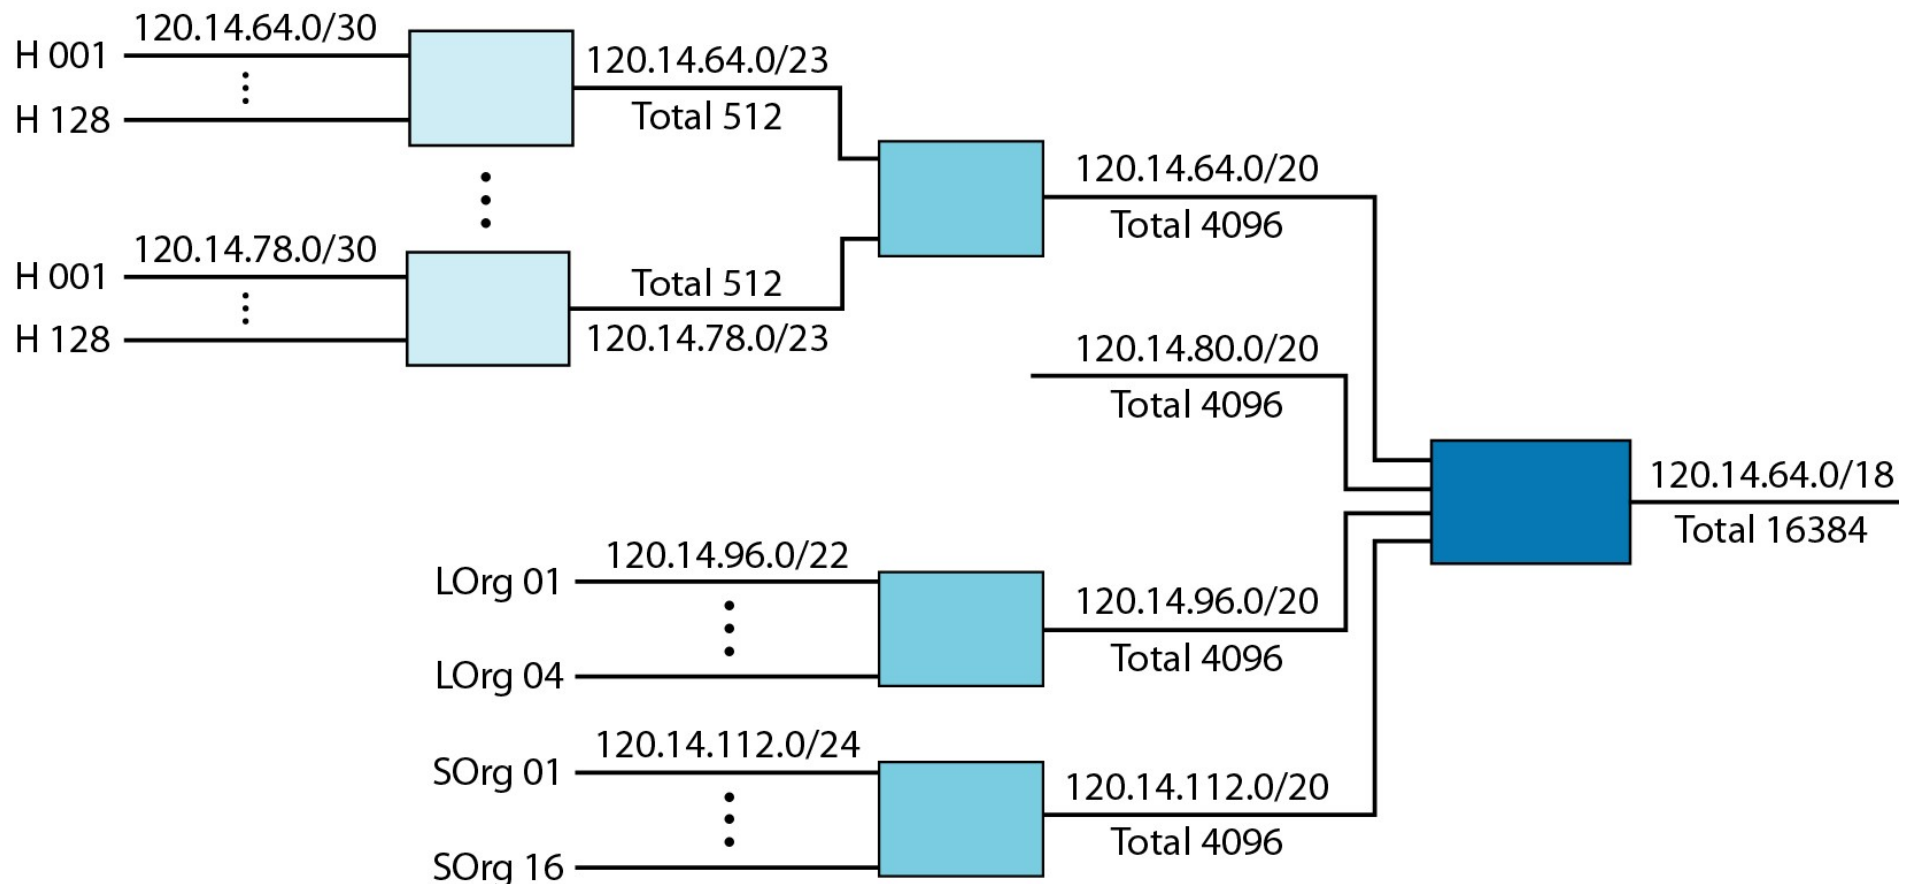 120.14.64.0/30
H 001
H 128
120.14.64.0/23
Total 512
120.14.78.0/30
H 001
H 128
Total 512
120.14.78.0/23
120.14.64.0/20
Total 4096
120.14.80.0/20
Total 4096
120.14.96.0/22
LOrg 01
LOrg 04
120.14.96.0/20
Total 4096
120.14.112.0/24
SOrg 01
SOrg 16
120.14.112.0/20
Total 4096
120.14.64.0/18
Total 16384